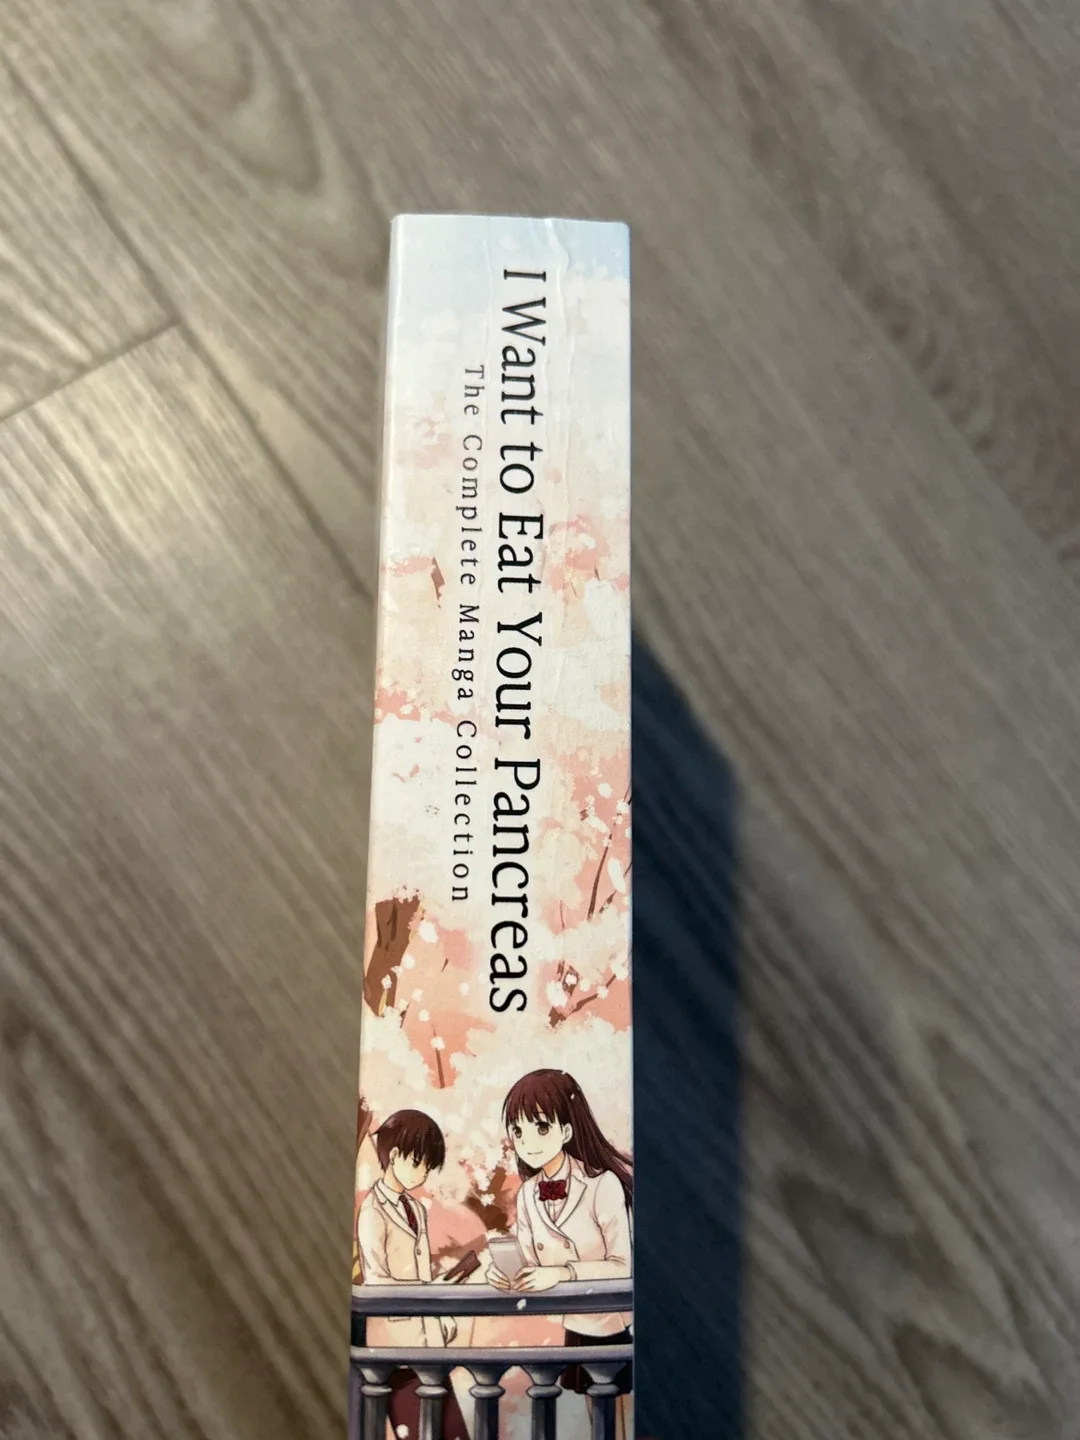 I Want to Eat Your Pancreas
The Complete Manga Collection